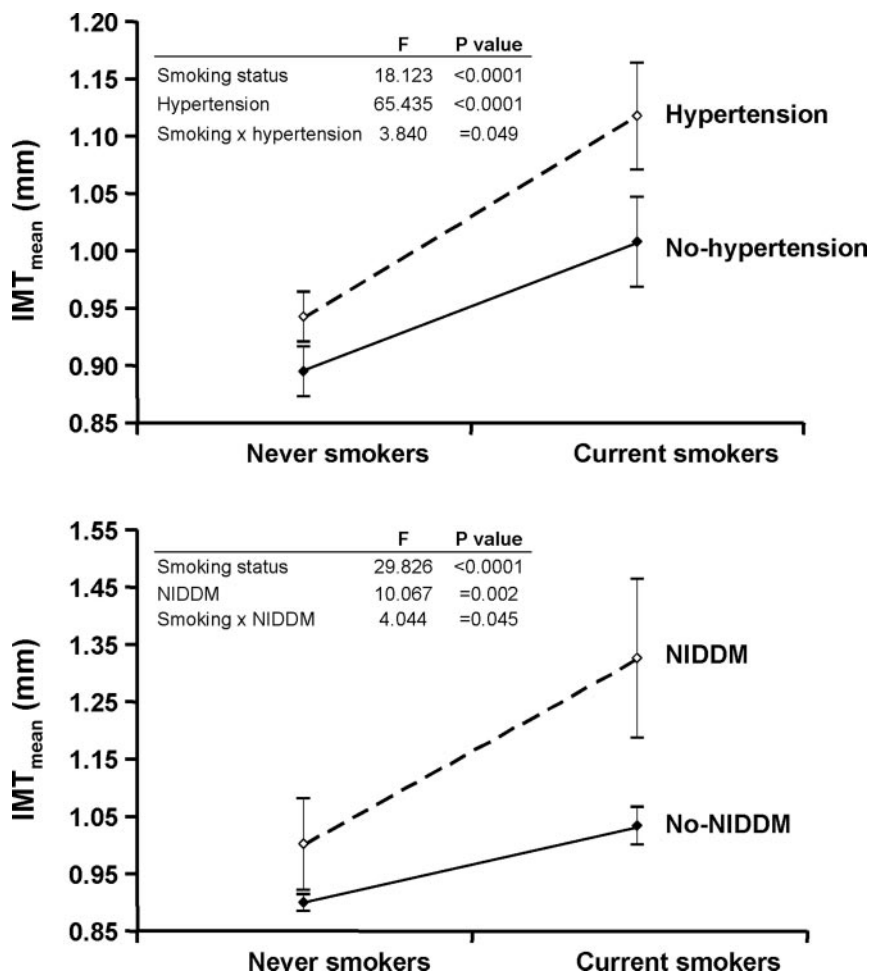 1.20
F P value
Smoking status 18.123 <0.0001
1.15
Hypertension 65.435 <0.0001
Hypertension
Smoking x hypertension 3.840 =0.049
1.10
1.05
IMTmean (mm)
No-hypertension
1.00
0.95
0.90
0.85
Never smokers Current smokers
1.55
F P value
Smoking status 29.826 <0.0001
NIDDM 10.067 =0.002
1.45
Smoking x NIDDM 4.044 =0.045
1.35
NIDDM
IMTmean (mm)
1.25
1.15
1.05
No-NIDDM
0.95
0.85
Never smokers Current smokers